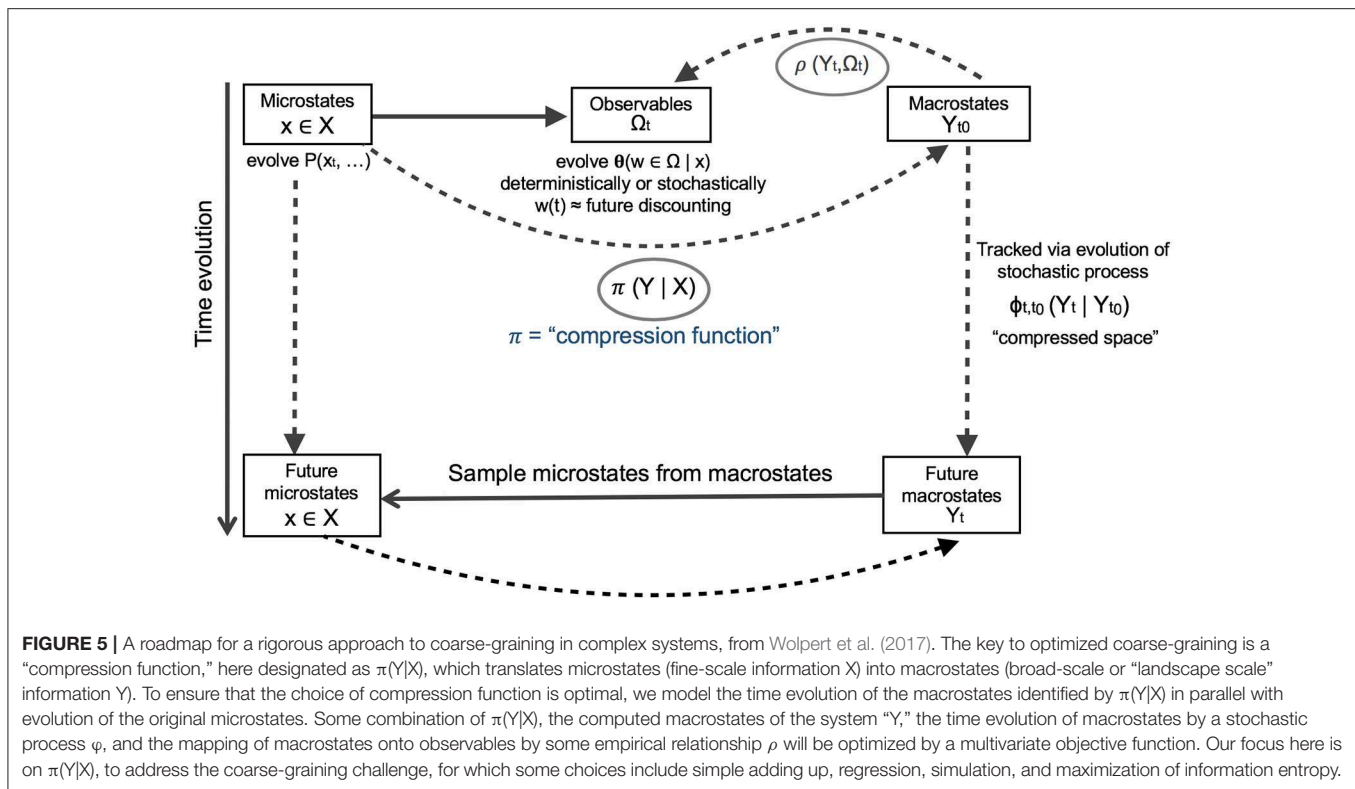 ρ (Yt,Ωt)
Microstates
x ∈ X
Observables
Ωt
Macrostates
Yt0
evolve P(xt, …)
evolve θ(w ∈ Ω | x)
deterministically or stochastically
w(t) ≈ future discounting
Time evolution
π (Y | X)
π = “compression function”
Tracked via evolution of
stochastic process
ϕt,t0 (Yt | Yt0)
“compressed space”
Future
microstates
x ∈ X
Sample microstates from macrostates
Future
macrostates
Yt
FIGURE 5 | A roadmap for a rigorous approach to coarse-graining in complex systems, from Wolpert et al. (2017). The key to optimized coarse-graining is a
“compression function,” here designated as π(Y|X), which translates microstates (fine-scale information X) into macrostates (broad-scale or “landscape scale”
information Y). To ensure that the choice of compression function is optimal, we model the time evolution of the macrostates identified by π(Y|X) in parallel with
evolution of the original microstates. Some combination of π(Y|X), the computed macrostates of the system “Y,” the time evolution of macrostates by a stochastic
process φ, and the mapping of macrostates onto observables by some empirical relationship ρ will be optimized by a multivariate objective function. Our focus here is
on π(Y|X), to address the coarse-graining challenge, for which some choices include simple adding up, regression, simulation, and maximization of information entropy.